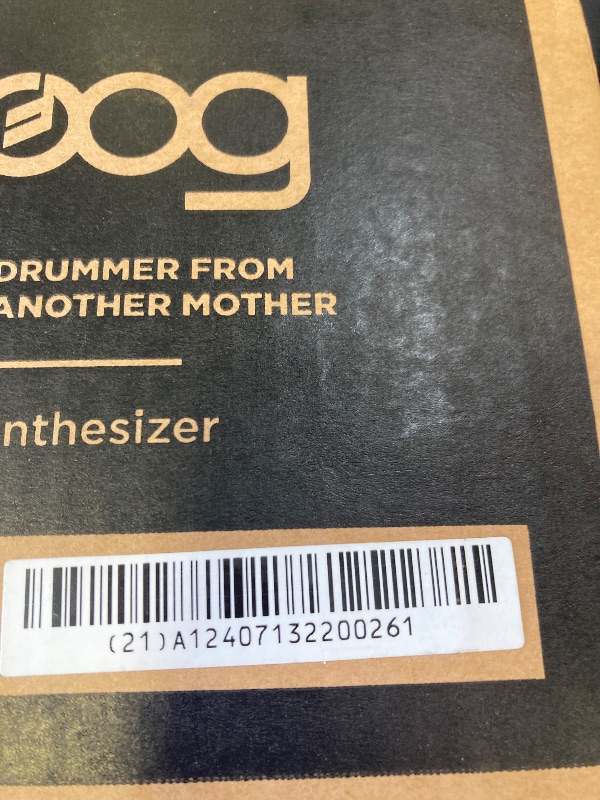 oog
DRUMMER FROM
ANOTHER MOTHER
nthesizer
(21)A12407132200261